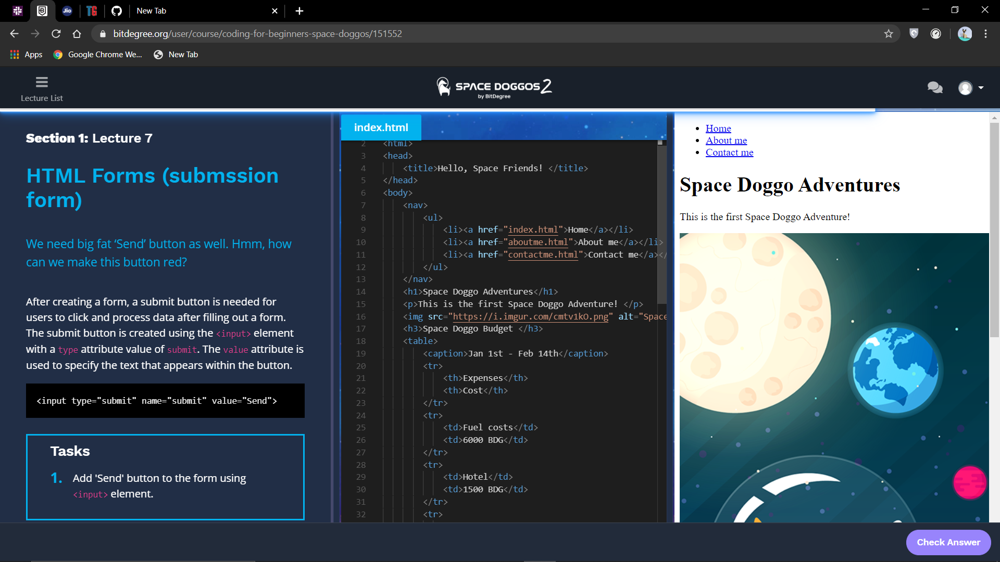 Jio
TG
New Tab
bitdegree.org/user/course/coding-for-beginners-space-doggos/151552
Apps
Google Chrome We...
New Tab
Lecture List
SPACE DOGGOS 2
by BitDegree
Section 1: Lecture 7
HTML Forms (submssion
form)
We need big fat ‘Send’ button as well. Hmm, how
can we make this button red?
After creating a form, a submit button is needed for
users to click and process data after filling out a form.
The submit button is created using the <input> element
with a type attribute value of submit. The value attribute is
used to specify the text that appears within the button.
<input type="submit" name="submit" value="Send">
Tasks
1. Add 'Send' button to the form using
<input> element.
index.html
2 <html>
3 <head>
4 <title>Hello, Space Friends! </title>
5 </head>
6 <body>
7 <nav>
8 <ul>
9 <li><a href="index.html">Home</a></li>
10 <li><a href="aboutme.html">About me</a></li>
11 <li><a href="contactme.html">Contact me</a></
12 </ul>
13 </nav>
14 <h1>Space Doggo Adventures</h1>
15 <p>This is the first Space Doggo Adventure! </p>
16 <img src="https://i.imgur.com/cmtv1kO.png" alt="Space
17 <h3>Space Doggo Budget </h3>
18 <table>
19 <caption>Jan 1st - Feb 14th</caption>
20 <tr>
21 <th>Expenses</th>
22 <th>Cost</th>
23 </tr>
24 <tr>
25 <td>Fuel costs</td>
26 <td>6000 BDG</td>
27 </tr>
28 <tr>
29 <td>Hotel</td>
30 <td>1500 BDG</td>
31 </tr>
32 <tr>
Home
About me
Contact me
Space Doggo Adventures
This is the first Space Doggo Adventure!
Check Answer